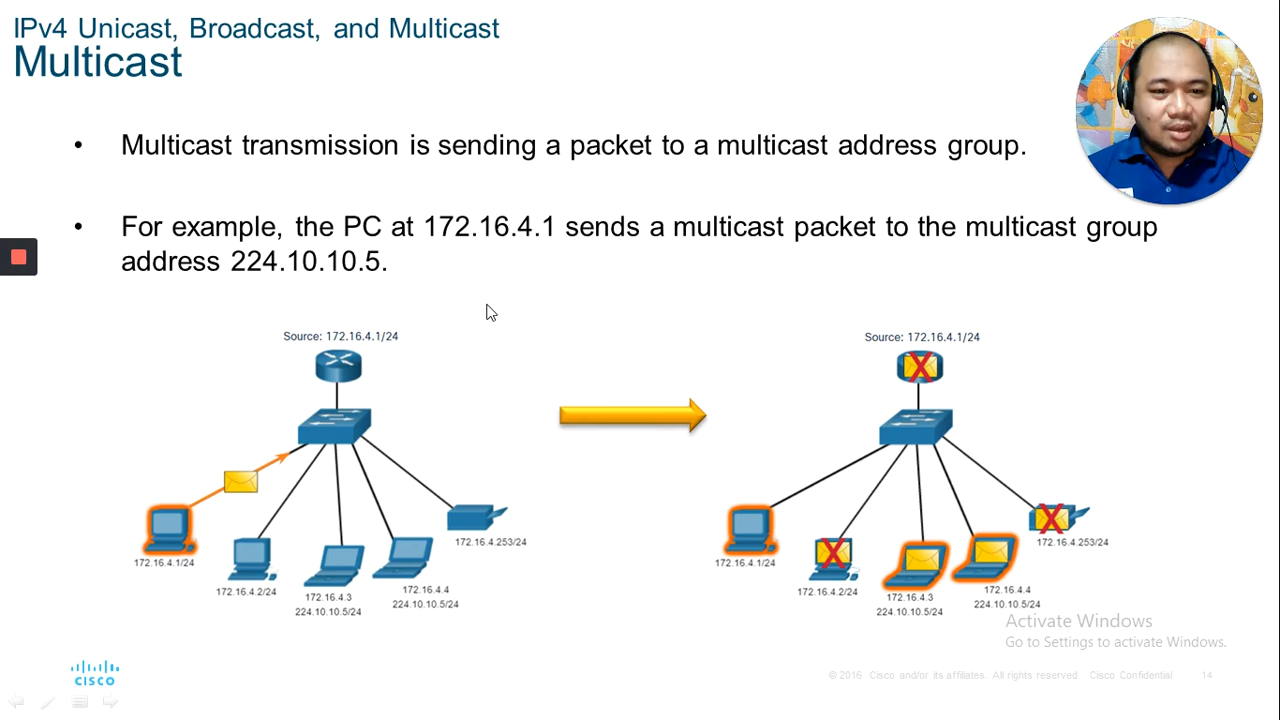 IPv4 Unicast, Broadcast, and Multicast
Multicast
• Multicast transmission is sending a packet to a multicast address group.
• For example, the PC at 172.16.4.1 sends a multicast packet to the multicast group
address 224.10.10.5.
Source: 172.16.4.1/24
172.16.4.1/24
172.16.4.2/24
172.16.4.3
224.10.10.5/24
172.16.4.4
224.10.10.5/24
172.16.4.253/24
Source: 172.16.4.1/24
172.16.4.1/24
172.16.4.2/24
172.16.4.3
224.10.10.5/24
172.16.4.4
224.10.10.5/24
172.16.4.253/24
Activate Windows
Go to Settings to activate Windows.
CISCO
© 2016 Cisco and/or its affiliates. All rights reserved. Cisco Confidential 14